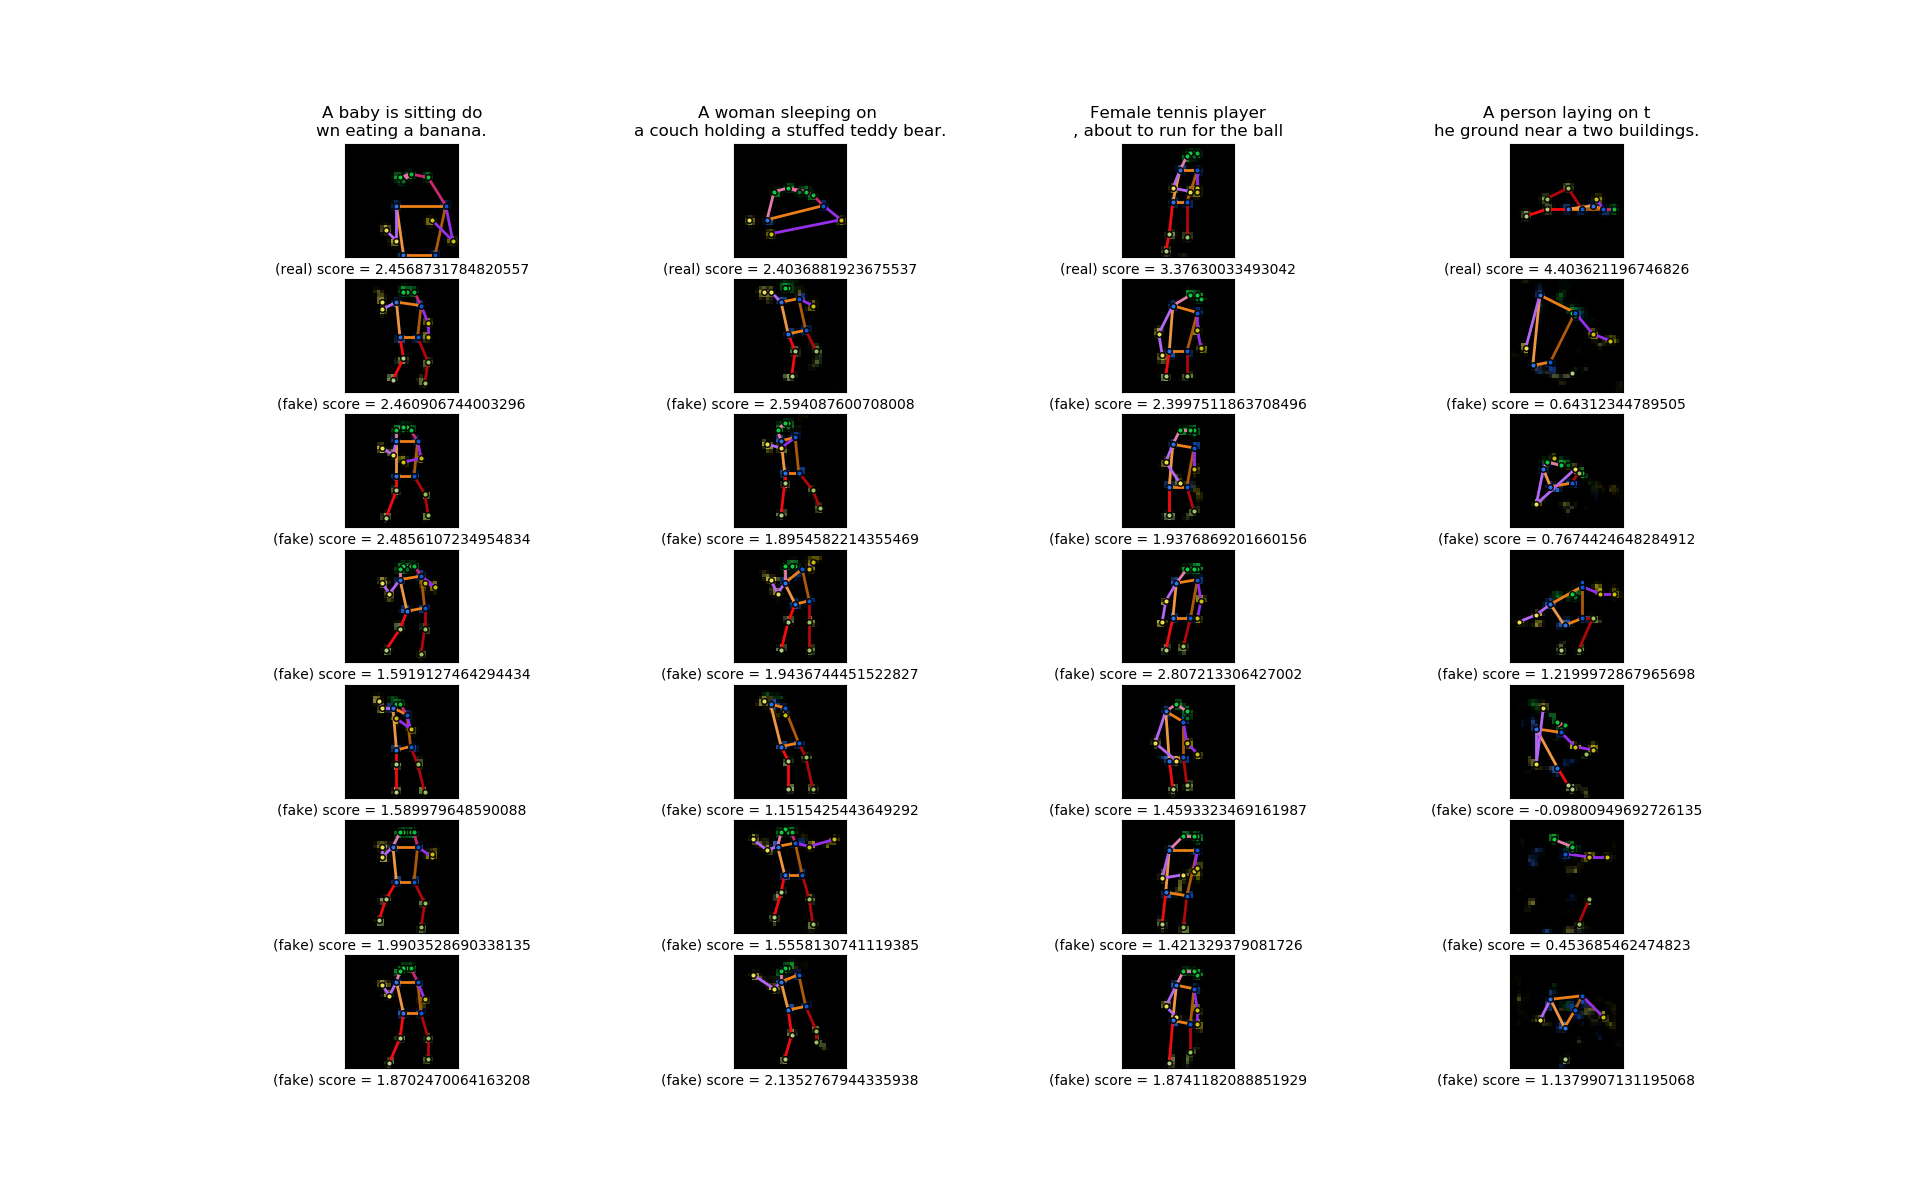 A baby is sitting do
wn eating a banana.
A woman sleeping on
a couch holding a stuffed teddy bear.
Female tennis player
, about to run for the ball
A person laying on t
he ground near a two buildings.
(real) score = 2.4568731784820557
(real) score = 2.4036881923675537
(real) score = 3.37630033493042
(real) score = 4.403621196746826
(fake) score = 2.460906744003296
(fake) score = 2.594087600708008
(fake) score = 2.3997511863708496
(fake) score = 0.64312344789505
(fake) score = 2.4856107234954834
(fake) score = 1.8954582214355469
(fake) score = 1.9376869201660156
(fake) score = 0.7674424648284912
(fake) score = 1.5919127464294434
(fake) score = 1.9436744451522827
(fake) score = 2.807213306427002
(fake) score = 1.2199972867965698
(fake) score = 1.589979648590088
(fake) score = 1.1515425443649292
(fake) score = 1.4593323469161987
(fake) score = -0.09800949692726135
(fake) score = 1.9903528690338135
(fake) score = 1.5558130741119385
(fake) score = 1.421329379081726
(fake) score = 0.453685462474823
(fake) score = 1.8702470064163208
(fake) score = 2.1352767944335938
(fake) score = 1.8741182088851929
(fake) score = 1.1379907131195068